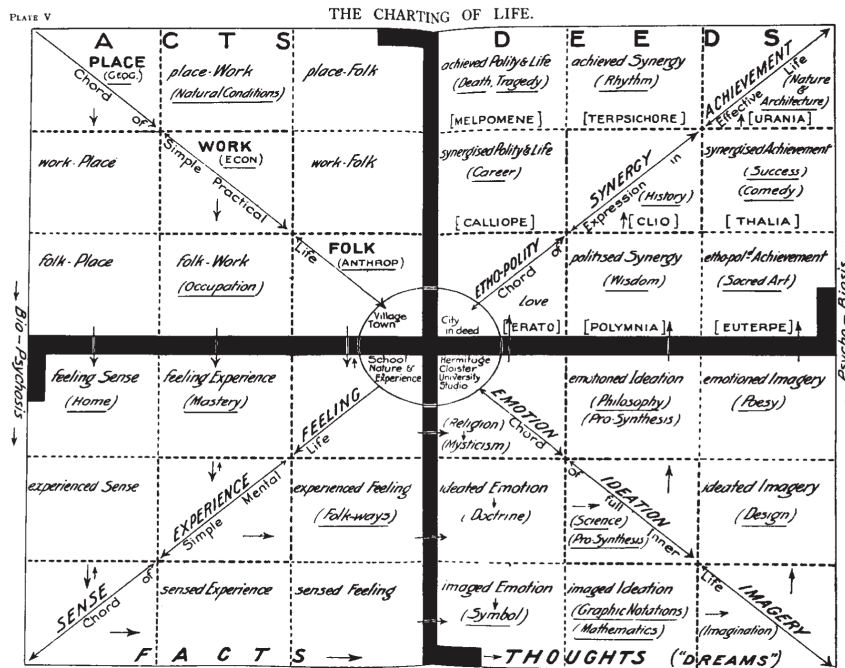 PLATE V
THE CHARTING OF LIFE.
A C T S
D E E D S
PLACE
(GEOG.)
Chord
of
place-Work
(Natural Conditions)
place-Folk
achieved Polity & Life
(Death, Tragedy)
[MELPOMENE]
achieved Synergy
(Rhythm)
[TERPSICHORE]
ACHIEVEMENT
Effective Life
(Nature
&
Architecture)
[URANIA]
work-Place
WORK
(ECON)
Simple Practical
work-Folk
synergised Polity & Life
(Career)
[CALLIOPE]
SYNERGY
Expression in
(History)
[CLIO]
synergised Achievement
(Success)
(Comedy)
[THALIA]
folk-Place
folk-Work
(Occupation)
FOLK
(ANTHROP)
Life
Village
Town
City
in deed
ETHO-POLITY
Chord of
Love
[ERATO]
politised Synergy
(Wisdom)
[POLYMNIA]
etho-pol^d Achievement
(Sacred Art)
[EUTERPE]
Bio-Psychosis
Psycho-Biosis
feeling Sense
(Home)
feeling Experience
(Mastery)
FEELING
Life
School
Nature &
Experience
Hermitage
Cloister
University
Studio
EMOTION
Chord
(Religion)
(Mysticism)
emotioned Ideation
(Philosophy)
(Pro-Synthesis)
emotioned Imagery
(Poesy)
experienced Sense
EXPERIENCE
Simple Mental
experienced Feeling
(Folk-ways)
ideated Emotion
(Doctrine)
IDEATION
of full inner
(Science)
(Pro-Synthesis)
ideated Imagery
(Design)
SENSE
Chord of
sensed Experience
sensed Feeling
imaged Emotion
(Symbol)
imaged Ideation
(Graphic Notations)
(Mathematics)
IMAGERY
Life
(Imagination)
F A C T S
THOUGHTS ("DREAMS")